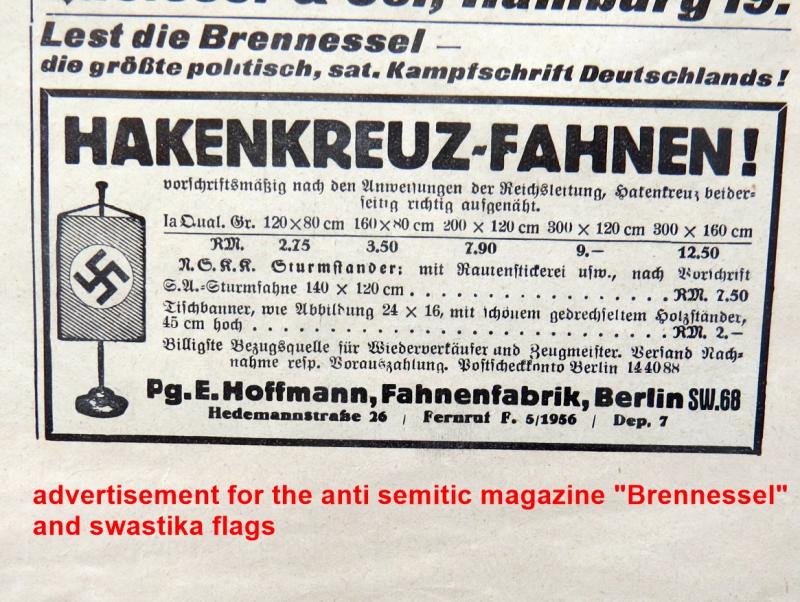 Hamburg 19.
Lest die Brennessel —
die größte politisch, sat. Kampfschrift Deutschlands!
HAKENKREUZ-FAHNEN!
vorschriftsmäßig nach den Anweisungen der Reichsleitung, Hakenkreuz beider-
seitig richtig aufgenäht.
Ia Qual. Gr. 120×80 cm 160×80 cm 200 × 120 cm 300 × 120 cm 300 × 160 cm
RM. 2.75 3.50 7.90 9.— 12.50
N.S.K.K. Sturmstander: mit Rautenstickerei usw., nach Vorschrift
S.A.-Sturmfahne 140 × 120 cm . . . . . . . . . . . . . . . . . RM. 7.50
Tischbanner, wie Abbildung 24 × 16, mit schönem gedrechseltem Holzständer,
45 cm hoch . . . . . . . . . . . . . . . . . . . . . . . . . . . RM. 2.—
Billigste Bezugsquelle für Wiederverkäufer und Zeugmeister. Versand Nach-
nahme resp. Vorauszahlung. Postscheckkonto Berlin 144088
Pg. E. Hoffmann, Fahnenfabrik, Berlin SW.68
Hedemannstraße 26 / Fernruf F. 5/1956 / Dep. 7
advertisement for the anti semitic magazine "Brennessel"
and swastika flags